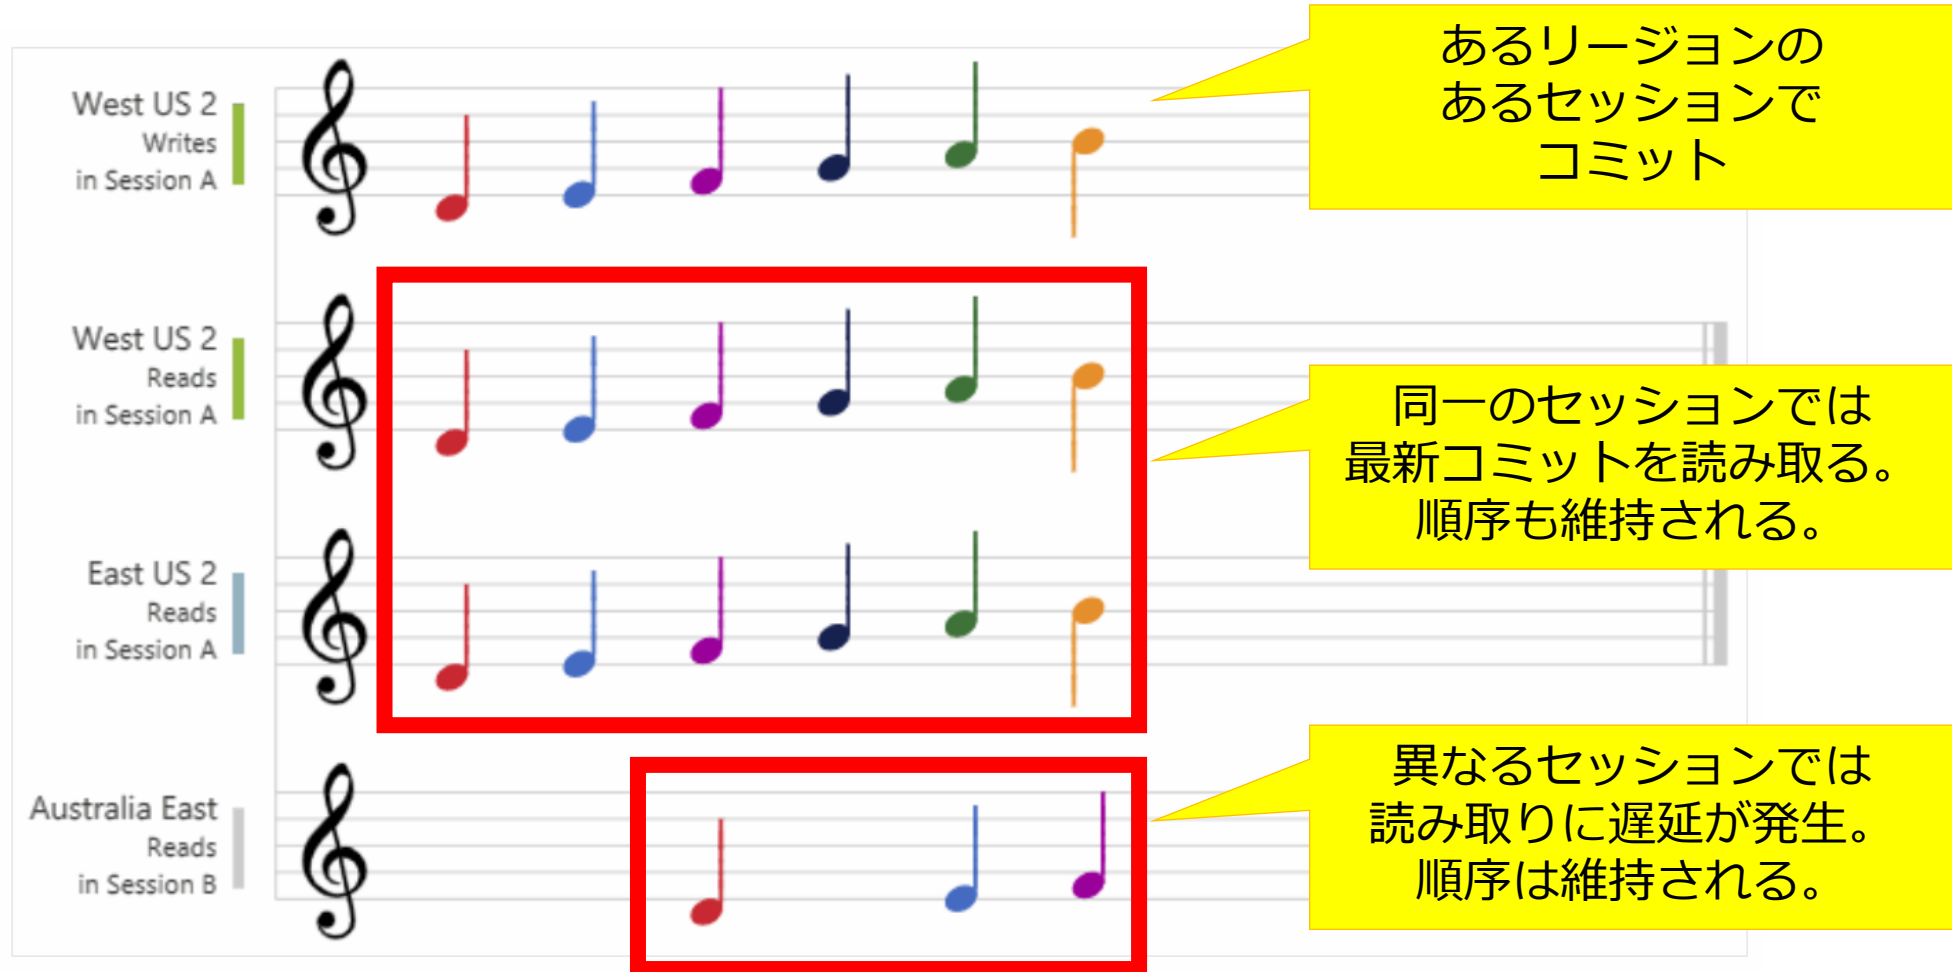 West US 2
Writes
in Session A
あるリージョンの
あるセッションで
コミット
West US 2
Reads
in Session A
同一のセッションでは
最新コミットを読み取る。
順序も維持される。
East US 2
Reads
in Session A
Australia East
Reads
in Session B
異なるセッションでは
読み取りに遅延が発生。
順序は維持される。